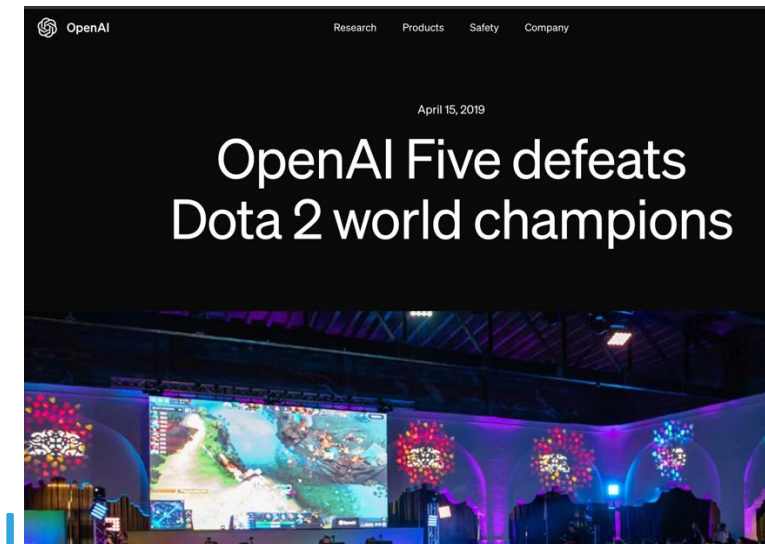 OpenAI
Research Products Safety Company
April 15, 2019
OpenAI Five defeats
Dota 2 world champions